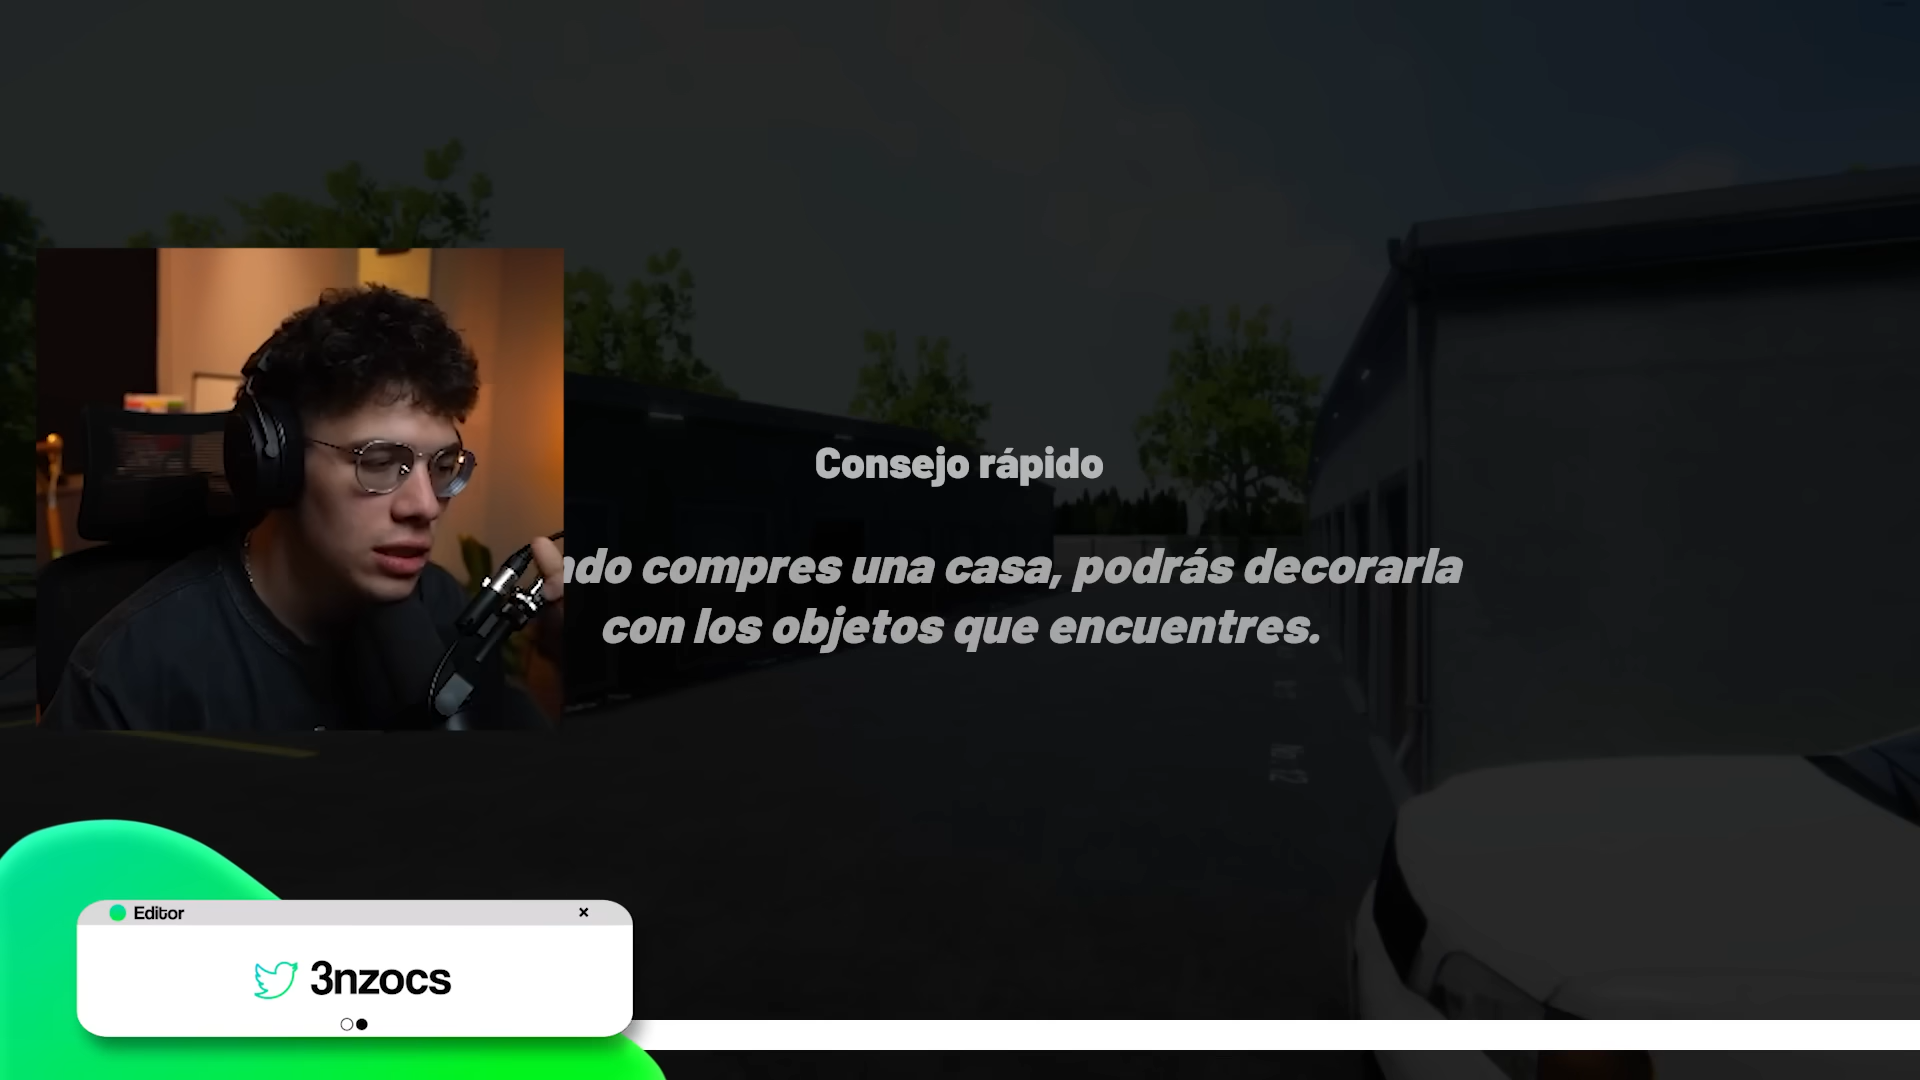 Consejo rápido
ndo compres una casa, podrás decorarla
con los objetos que encuentres.
Editor
3nzocs